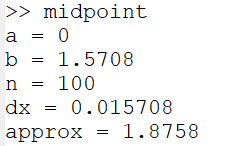 >> midpoint
a = 0
b = 1.5708
n = 100
dx = 0.015708
approx = 1.8758